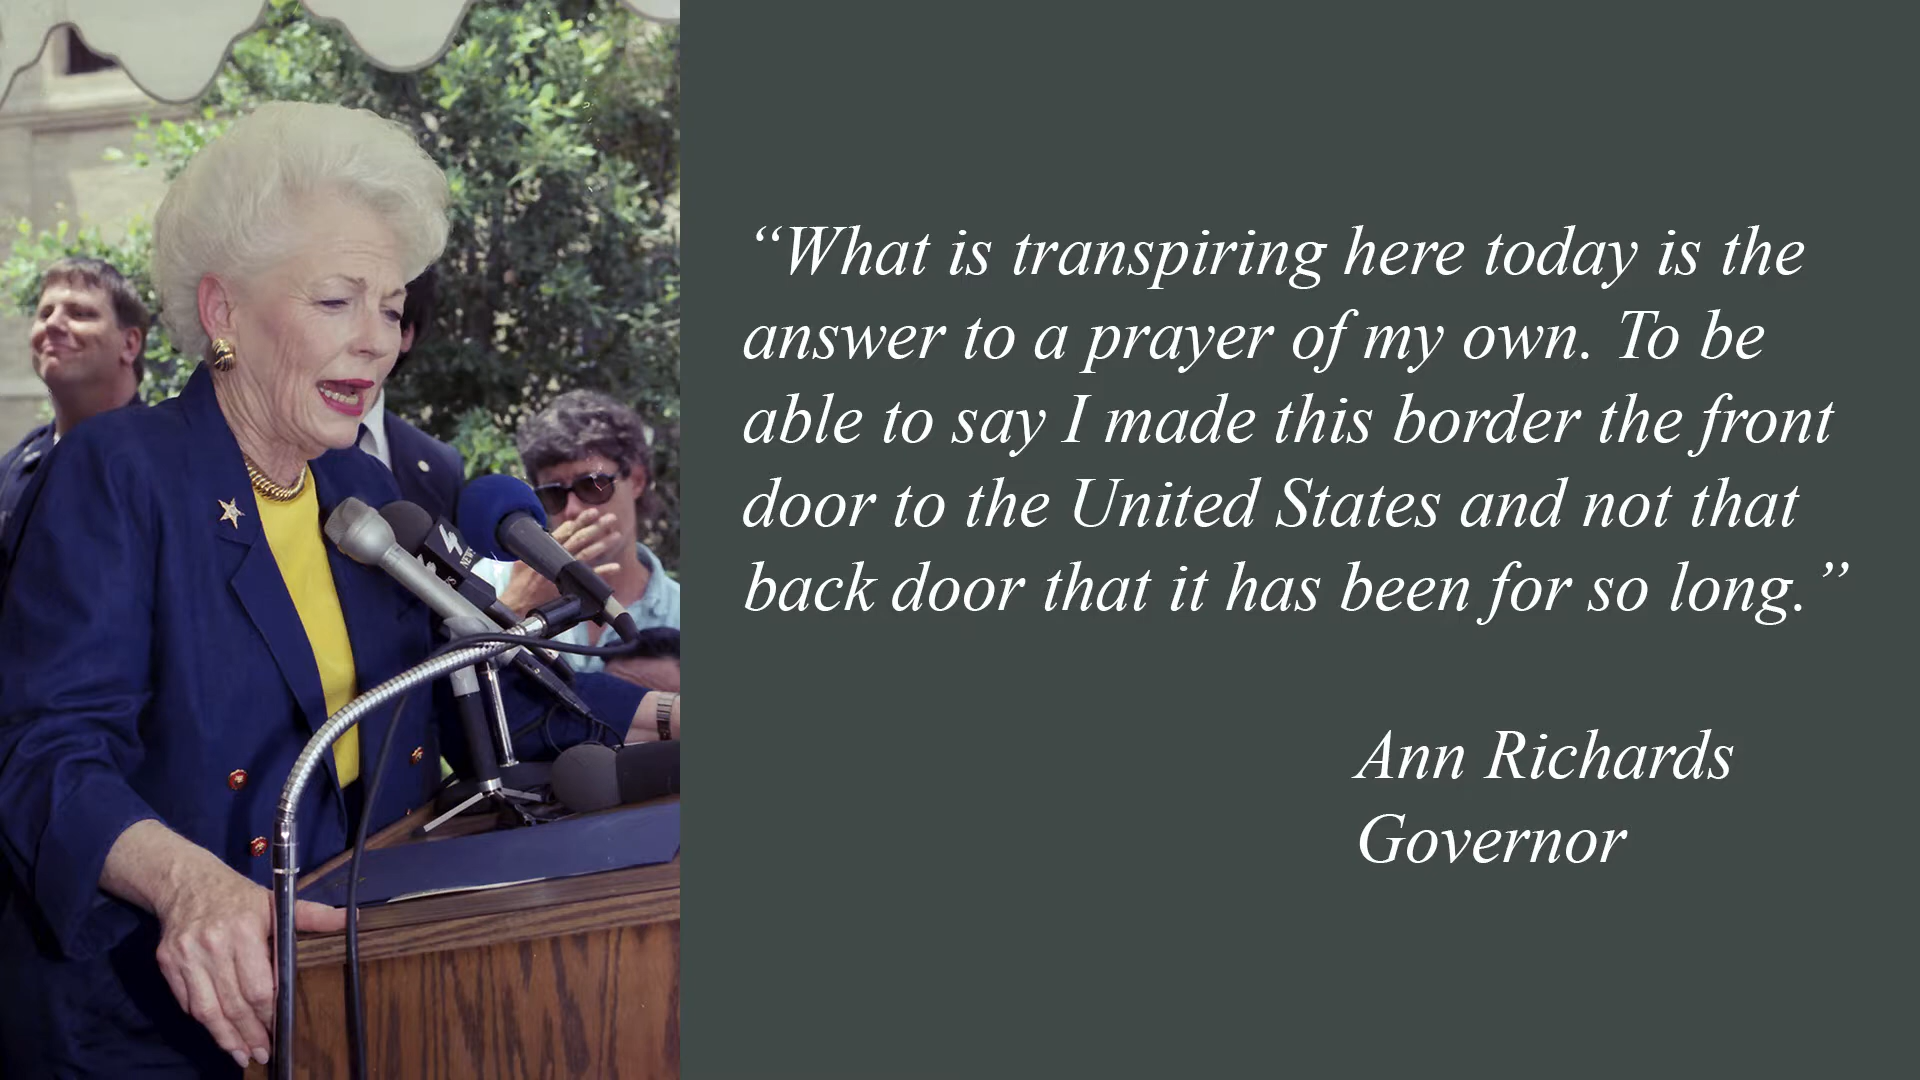 “What is transpiring here today is the
answer to a prayer of my own. To be
able to say I made this border the front
door to the United States and not that
back door that it has been for so long.”
Ann Richards
Governor
4
NEWS